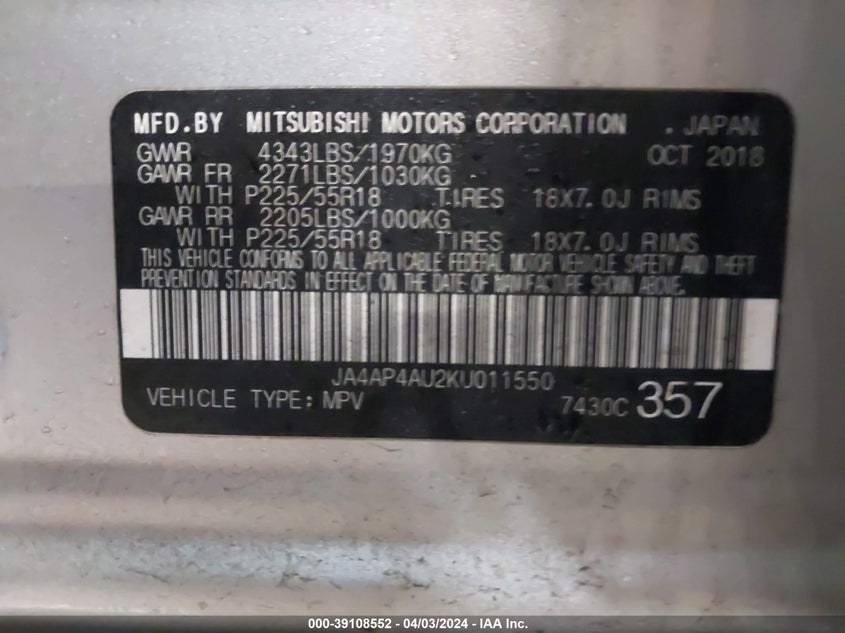 MFD.BY MITSUBISHI MOTORS CORPORATION .JAPAN
GVWR 4343LBS/1970KG OCT 2018
GAWR FR 2271LBS/1030KG
WITH P225/55R18 TIRES 18X7.0J RIMS
GAWR RR 2205LBS/1000KG
WITH P225/55R18 TIRES 18X7.0J RIMS
THIS VEHICLE CONFORMS TO ALL APPLICABLE FEDERAL MOTOR VEHICLE SAFETY AND THEFT
PREVENTION STANDARDS IN EFFECT ON THE DATE OF MANUFACTURE SHOWN ABOVE.
JA4AP4AU2KU011550
VEHICLE TYPE: MPV 7430C 357
000-39108552 - 04/03/2024 - IAA Inc.